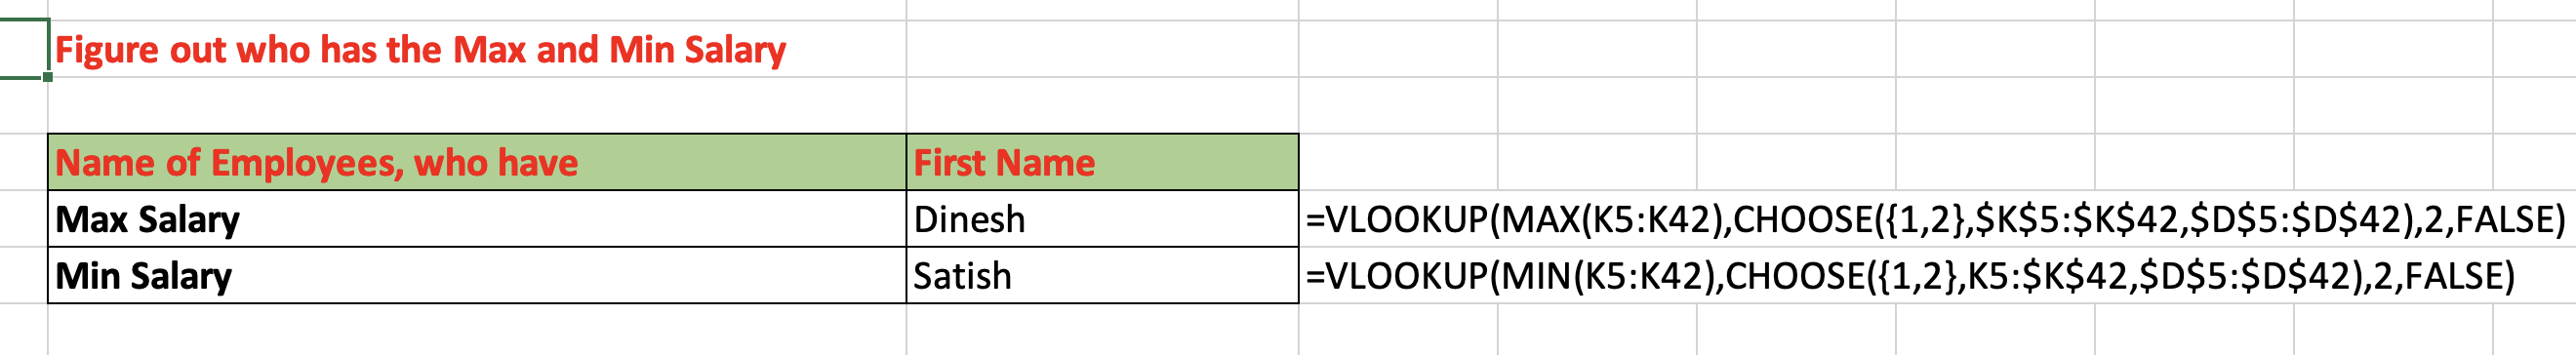 Figure out who has the Max and Min Salary
Name of Employees, who have First Name
Max Salary Dinesh =VLOOKUP(MAX(K5:K42),CHOOSE({1,2},$K$5:$K$42,$D$5:$D$42),2,FALSE)
Min Salary Satish =VLOOKUP(MIN(K5:K42),CHOOSE({1,2},K5:$K$42,$D$5:$D$42),2,FALSE)